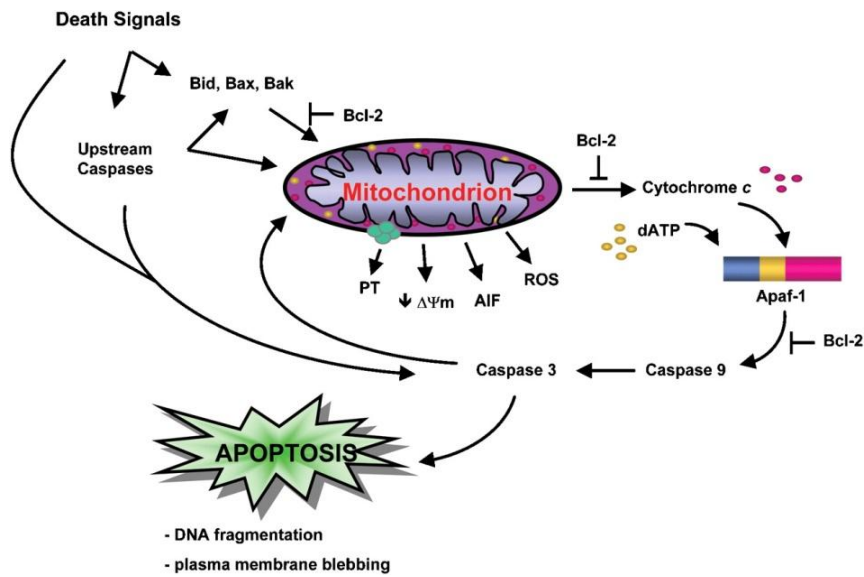 Death Signals
Bid, Bax, Bak
Bcl-2
Upstream
Caspases
Bcl-2
Mitochondrion
Cytochrome c
dATP
PT
↓ ΔΨm
AIF
ROS
Apaf-1
Bcl-2
Caspase 3
Caspase 9
APOPTOSIS
- DNA fragmentation
- plasma membrane blebbing